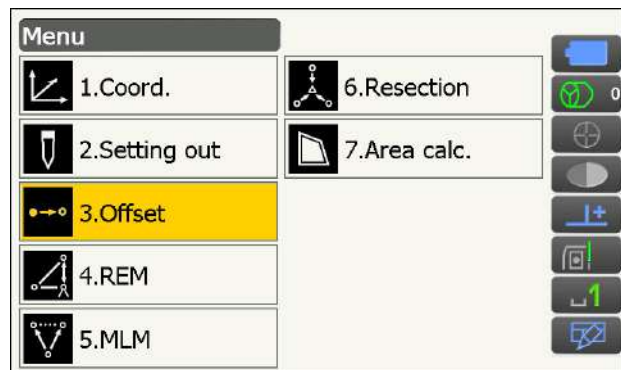 Menu
1.Coord.
2.Setting out
3.Offset
4.REM
5.MLM
6.Resection
7.Area calc.
0
1